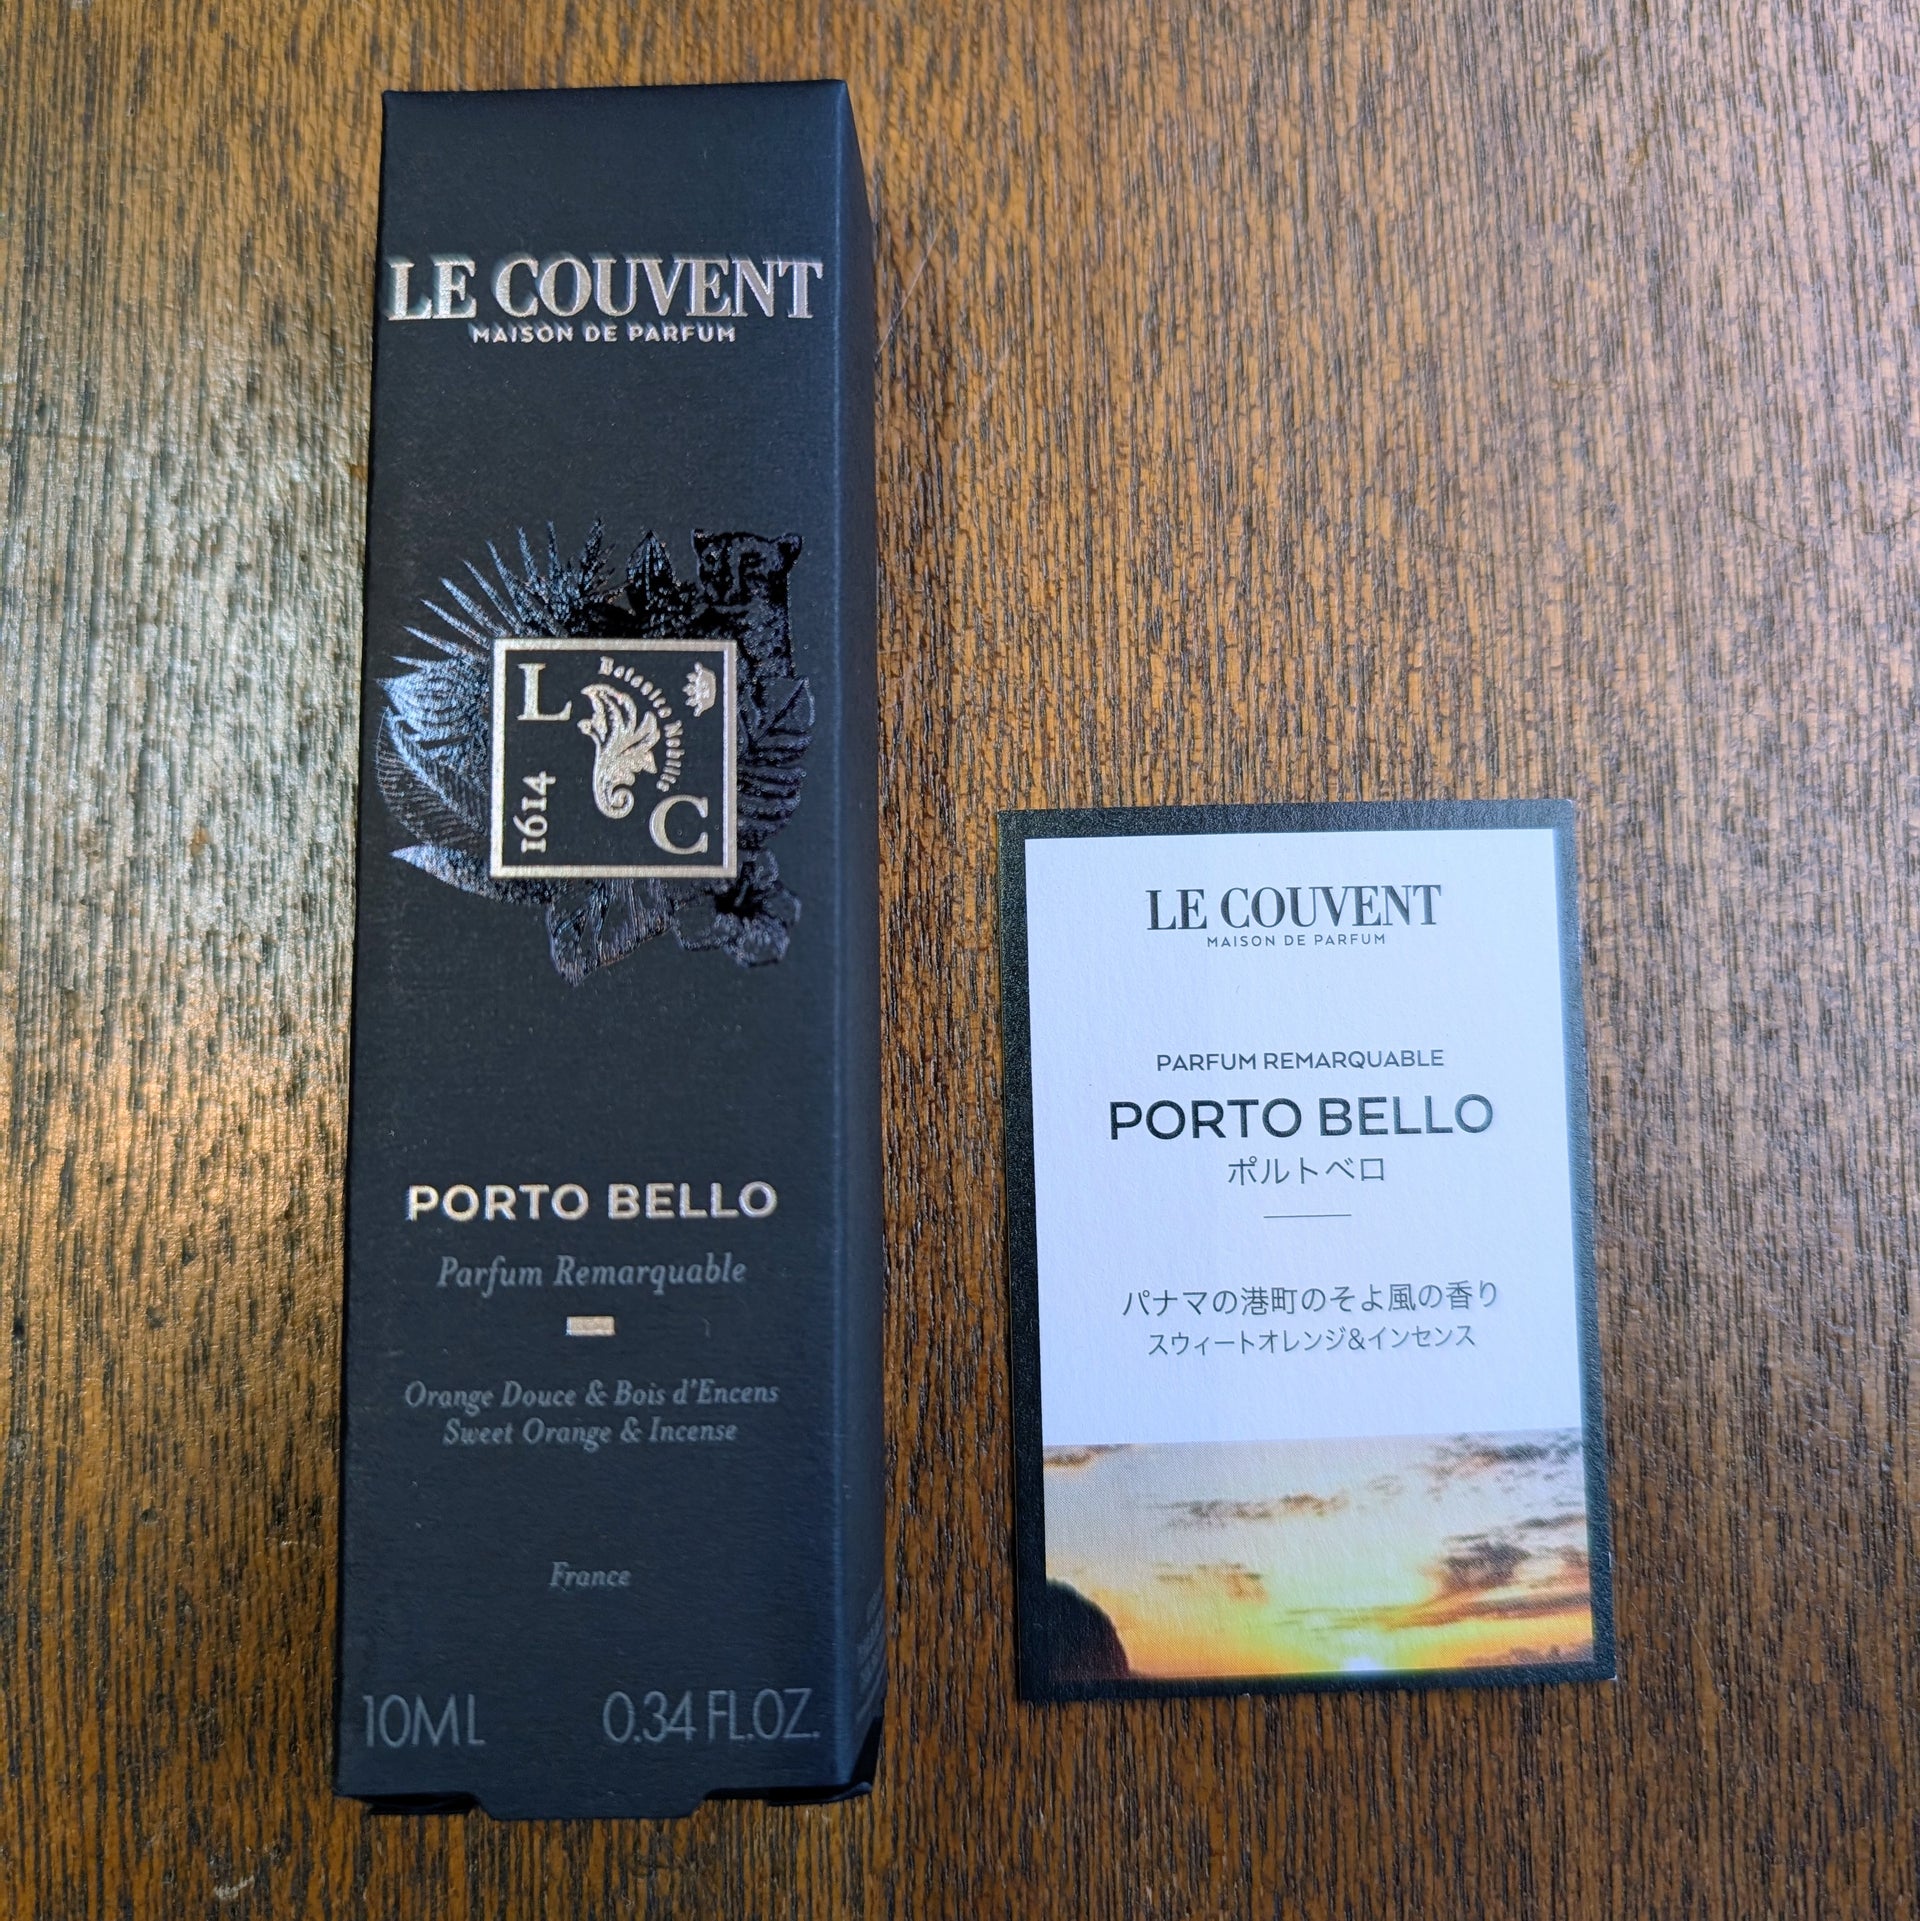 LE COUVENT
MAISON DE PARFUM
L
Botanica Nobilis
1614
C
PORTO BELLO
Parfum Remarquable
Orange Douce & Bois d'Encens
Sweet Orange & Incense
France
10ML 0.34 FL.OZ.
LE COUVENT
MAISON DE PARFUM
PARFUM REMARQUABLE
PORTO BELLO
ポルトベロ
パナマの港町のそよ風の香り
スウィートオレンジ&インセンス